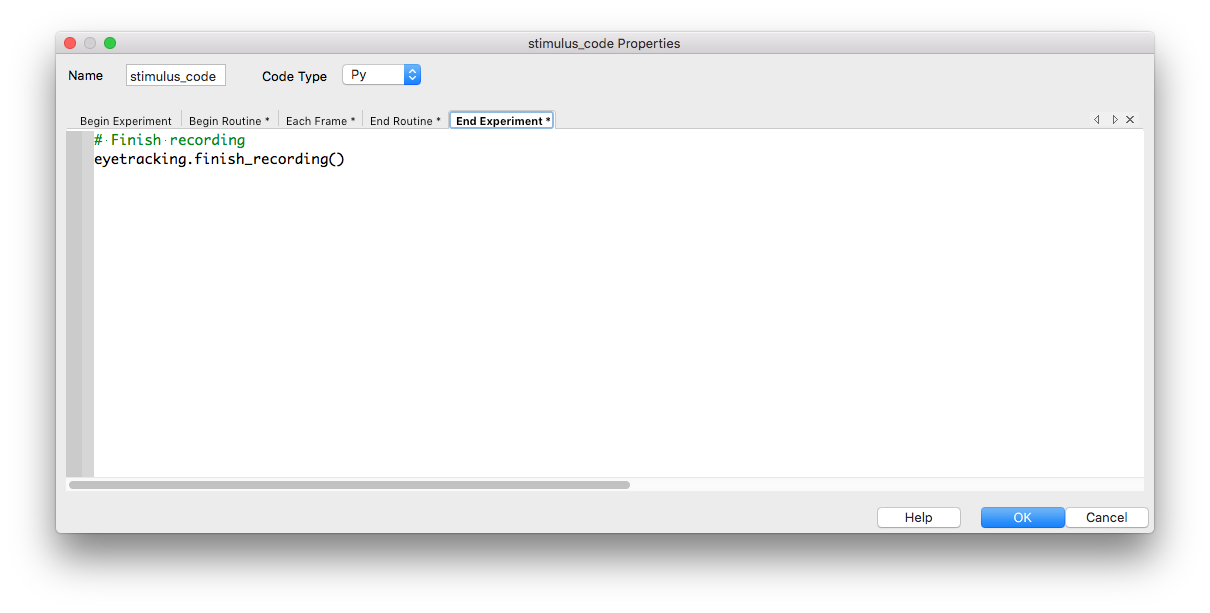 stimulus_code Properties
Name stimulus_code Code Type Py
Begin Experiment Begin Routine * Each Frame * End Routine * End Experiment *
#·Finish·recording
eyetracking.finish_recording()
Help OK Cancel